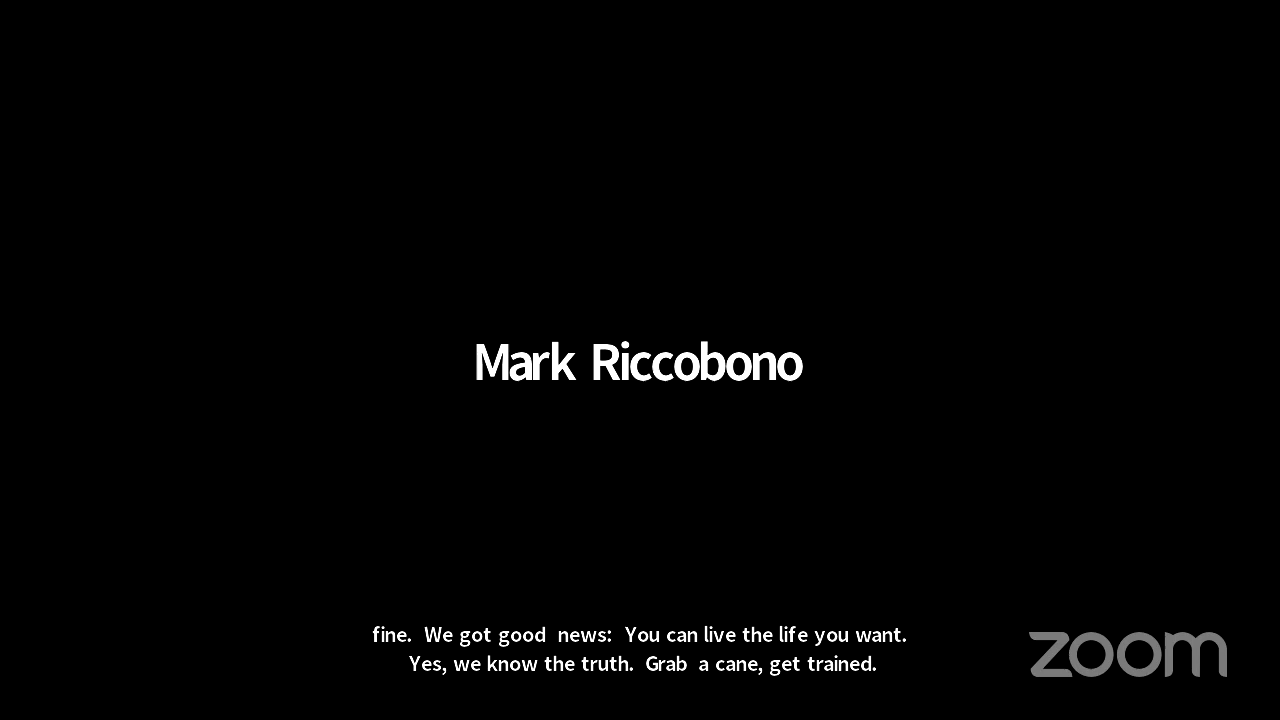 Mark Riccobono
fine. We got good news: You can live the life you want.
Yes, we know the truth. Grab a cane, get trained.
zoom